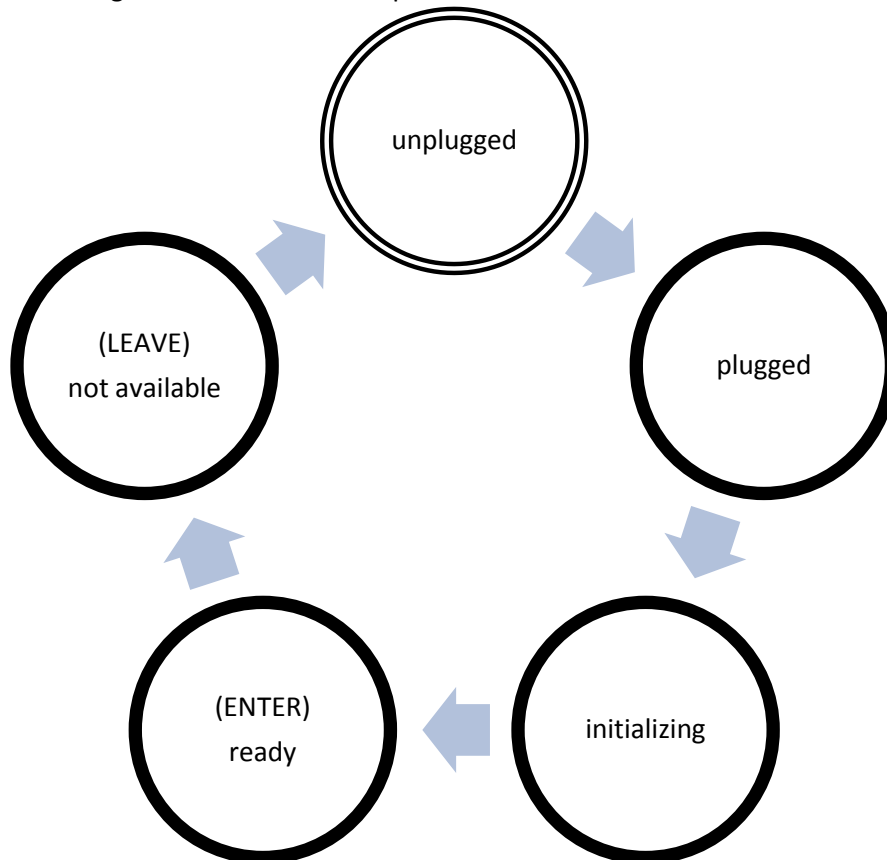 unplugged
plugged
initializing
(ENTER)
ready
(LEAVE)
not available